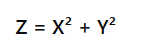 Z = X² + Y²